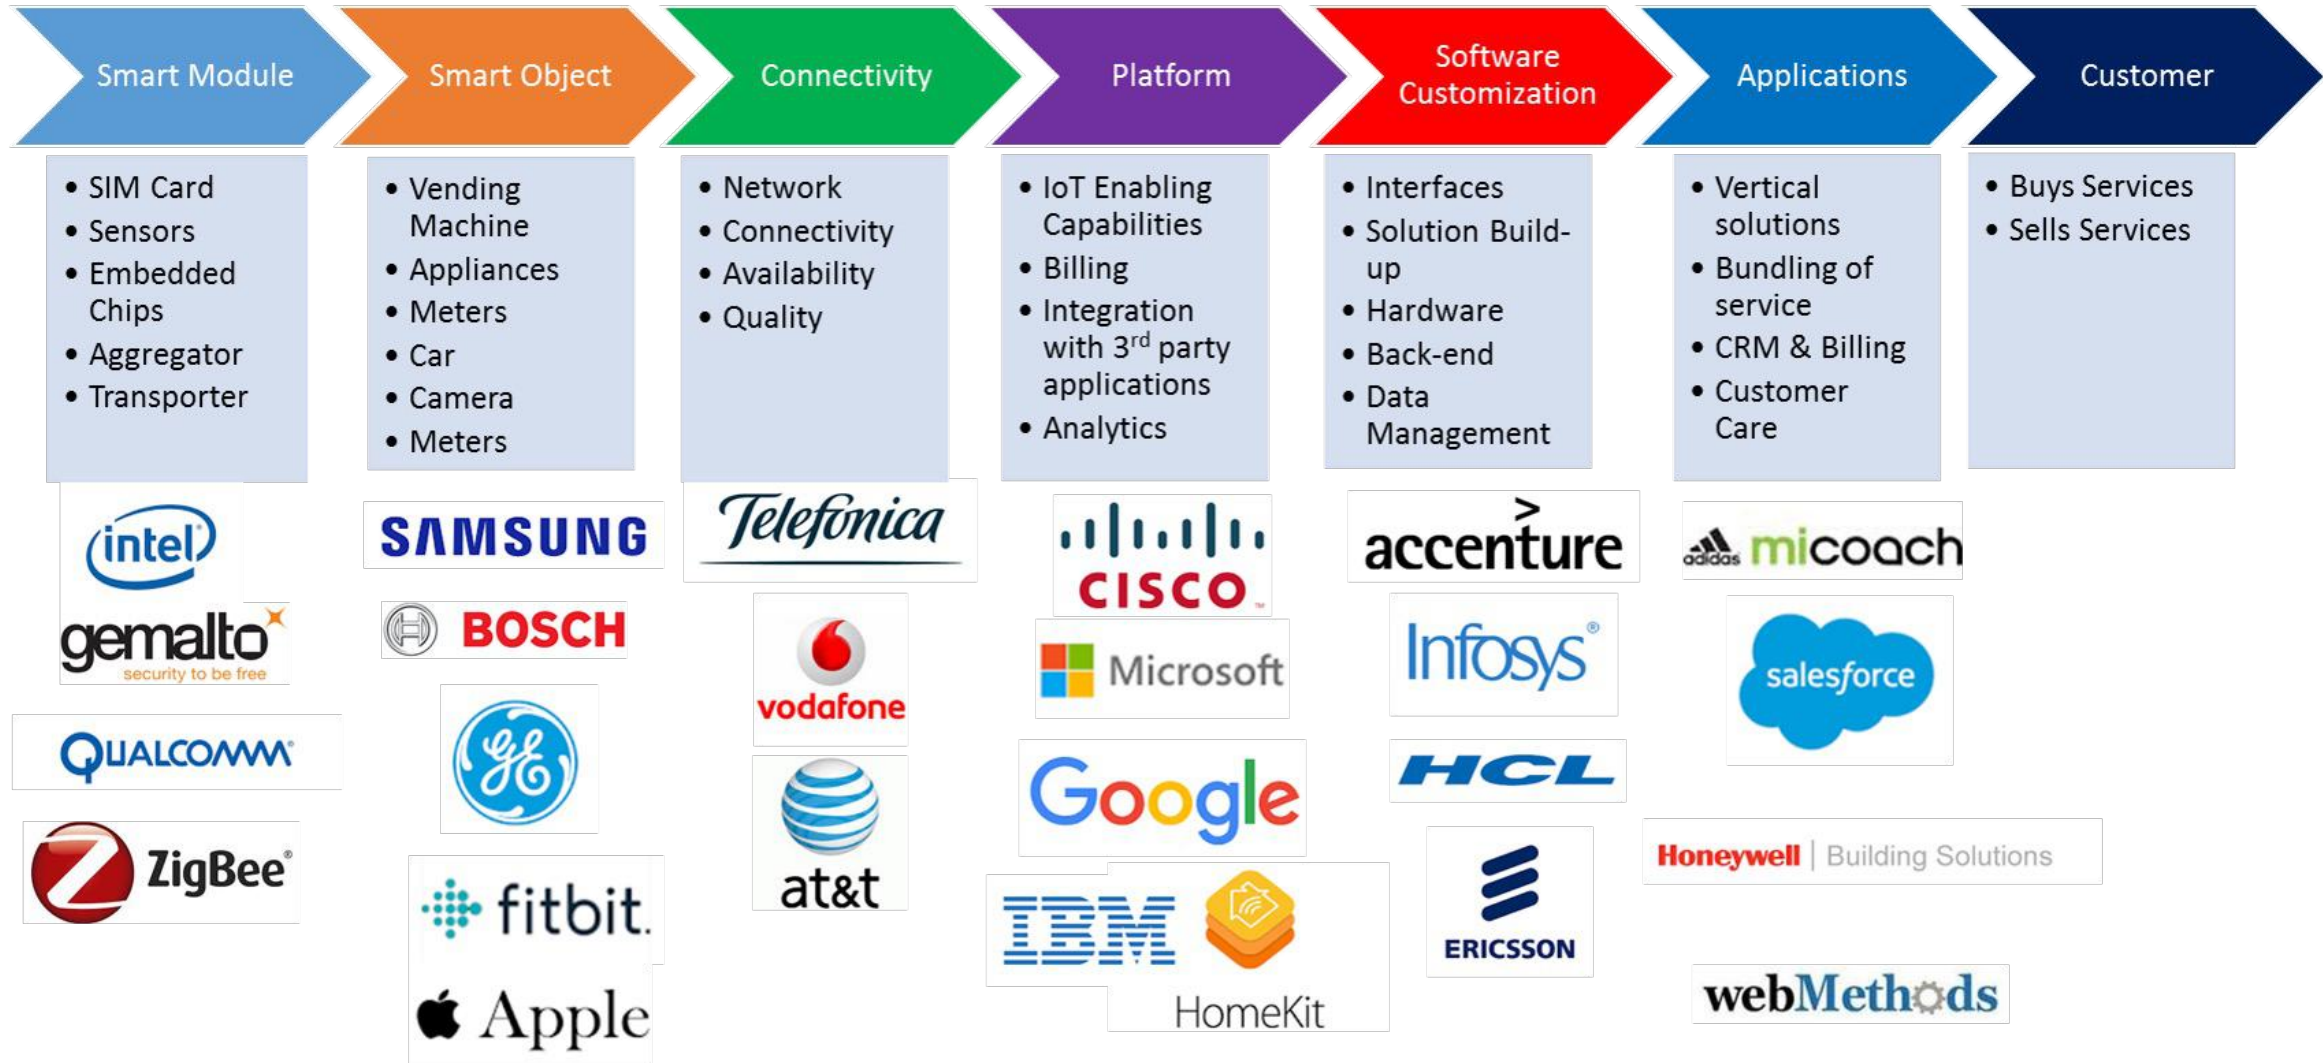 Smart Module
Smart Object
Connectivity
Platform
Software
Customization
Applications
Customer
• SIM Card
• Sensors
• Embedded
Chips
• Aggregator
• Transporter
• Vending
Machine
• Appliances
• Meters
• Car
• Camera
• Meters
• Network
• Connectivity
• Availability
• Quality
• IoT Enabling
Capabilities
• Billing
• Integration
with 3rd party
applications
• Analytics
• Interfaces
• Solution Build-
up
• Hardware
• Back-end
• Data
Management
• Vertical
solutions
• Bundling of
service
• CRM & Billing
• Customer
Care
• Buys Services
• Sells Services
intel®
gemalto
security to be free
QUALCOMM®
ZigBee®
SAMSUNG
BOSCH
GE
fitbit.
Apple
Telefónica
vodafone
at&t
CISCO™
Microsoft
Google
IBM
HomeKit
>
accenture
Infosys®
HCL
ERICSSON
adidas micoach
salesforce
Honeywell | Building Solutions
webMethods